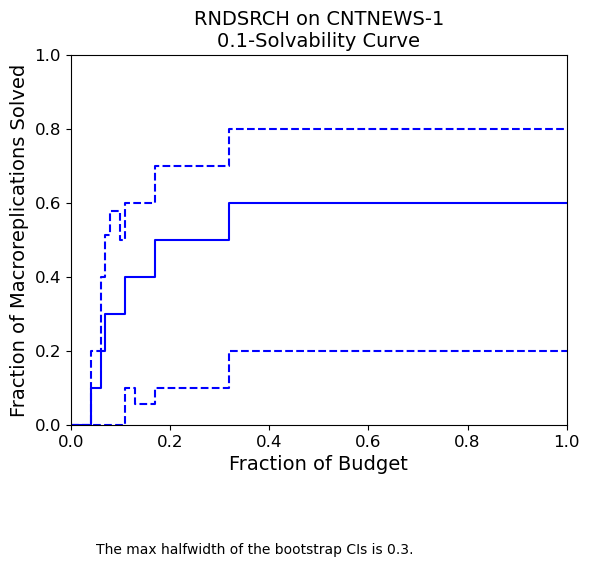 RNDSRCH on CNTNEWS-1
0.1-Solvability Curve
Fraction of Macroreplications Solved
1.0
0.8
0.6
0.4
0.2
0.0
0.0 0.2 0.4 0.6 0.8 1.0
Fraction of Budget
The max halfwidth of the bootstrap CIs is 0.3.